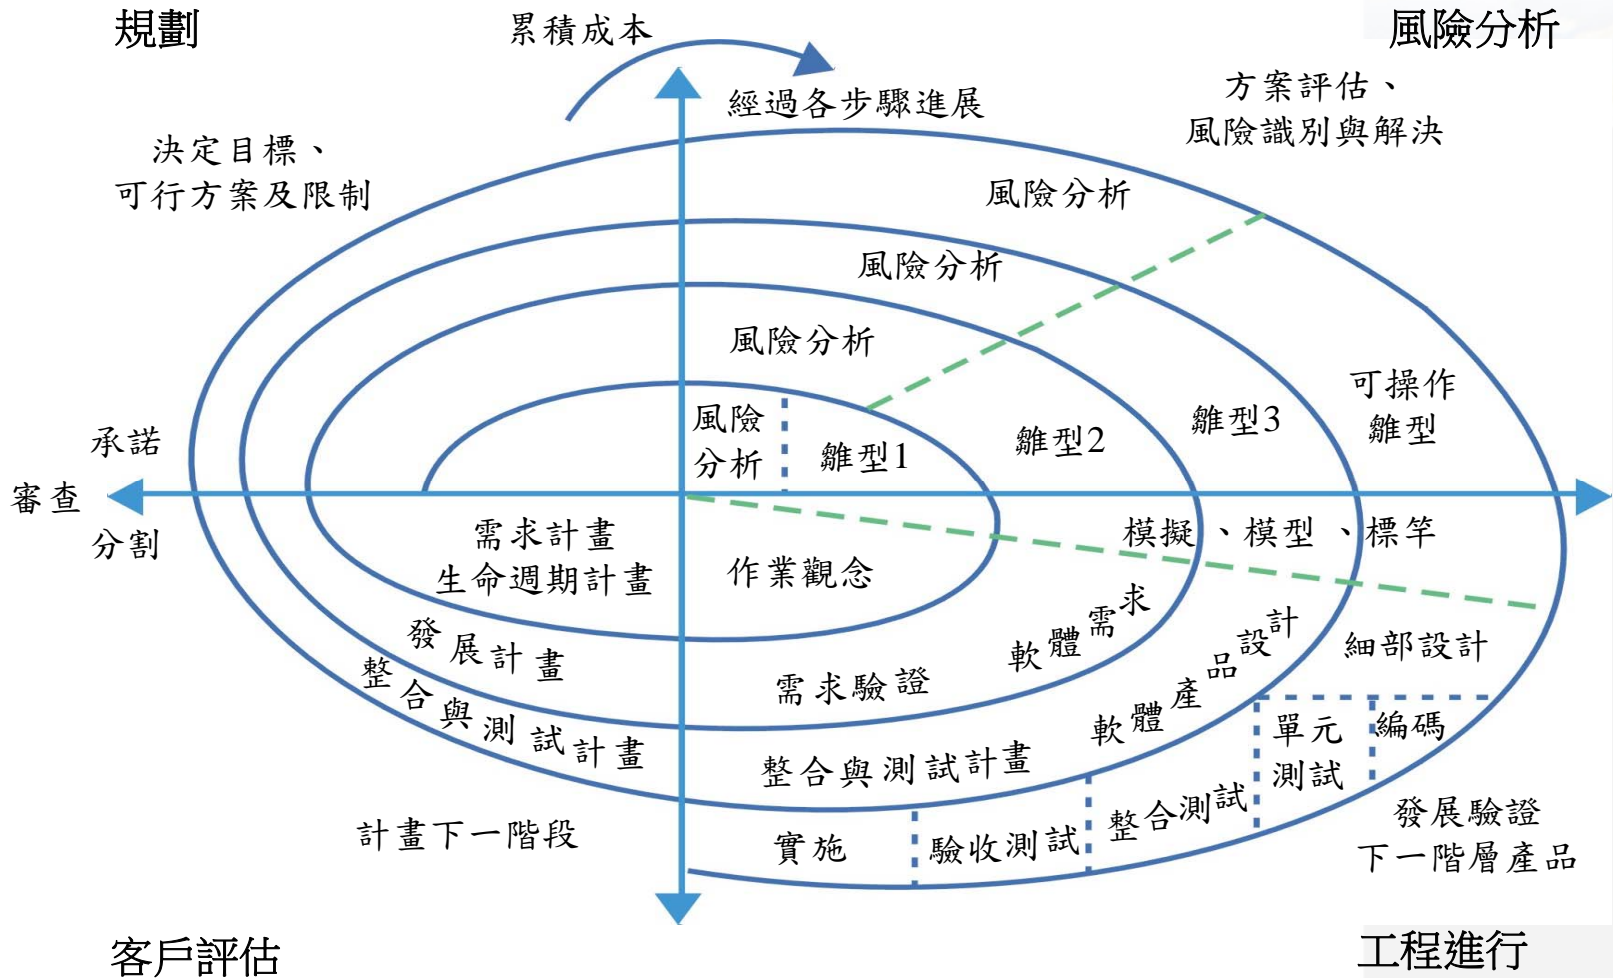 規劃
累積成本
風險分析
經過各步驟進展
方案評估、
風險識別與解決
決定目標、
可行方案及限制
風險分析
風險分析
風險分析
風險
分析
雛型1
雛型2
雛型3
可操作
雛型
承諾
審查
分割
需求計畫
生命週期計畫
作業觀念
模擬、模型、標竿
發展計畫
需求驗證
軟體需求
整合與測試計畫
整合與測試計畫
軟體產品設計
細部設計
單元
測試
編碼
計畫下一階段
實施
驗收測試
整合測試
發展驗證
下一階層產品
客戶評估
工程進行